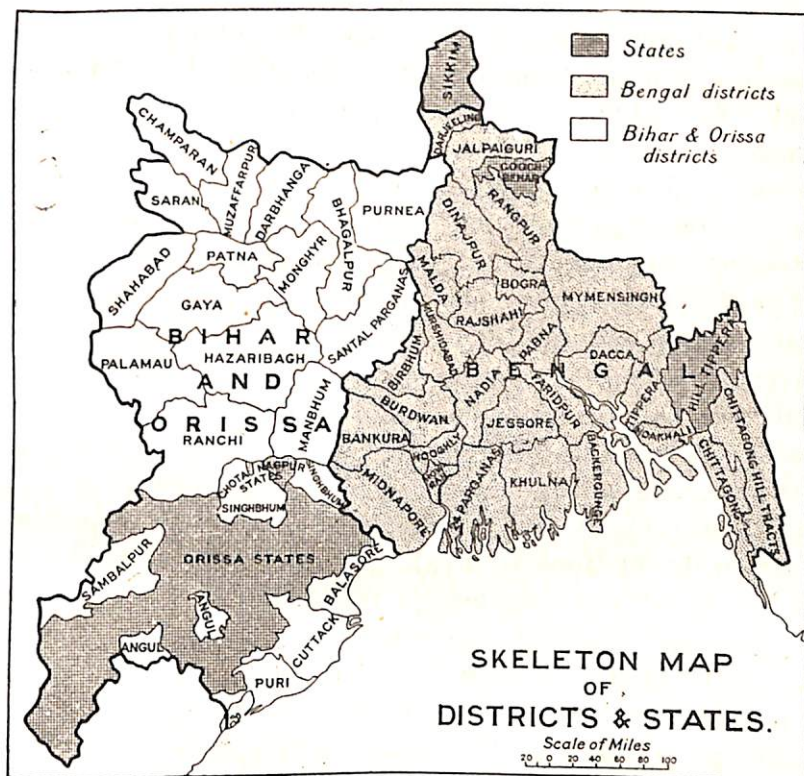 States
Bengal districts
Bihar & Orissa
districts
SIKKIM
DARJEELING
JALPAIGURI
COOCH
BEHAR
CHAMPARAN
SARAN
MUZAFFARPUR
DARBHANGA
BHAGALPUR
PURNEA
DINAJPUR
RANGPUR
SHAHABAD
PATNA
MONGHYR
GAYA
SANTAL PARGANAS
MALDA
BOGRA
MYMENSINGH
RAJSHAHI
BIHAR
AND
ORISSA
PALAMAU
HAZARIBAGH
MURSHIDABAD
PABNA
DACCA
BIRBHUM
BENGAL
NADIA
FARIDPUR
TIPPERA
HILL TIPPERA
RANCHI
MANBHUM
BURDWAN
BANKURA
HOOGHLY
JESSORE
NOAKHALI
CHITTAGONG
CHITTAGONG HILL TRACTS
CHOTA NAGPUR
STATES
SINGHBHUM
SINGHBHUM
MIDNAPORE
24 PARGANAS
KHULNA
BACKERGUNGE
ORISSA STATES
SAMBALPUR
BALASORE
ANGUL
ANGUL
CUTTACK
PURI
SKELETON MAP
OF
DISTRICTS & STATES.
Scale of Miles
20 0 20 40 60 80 100